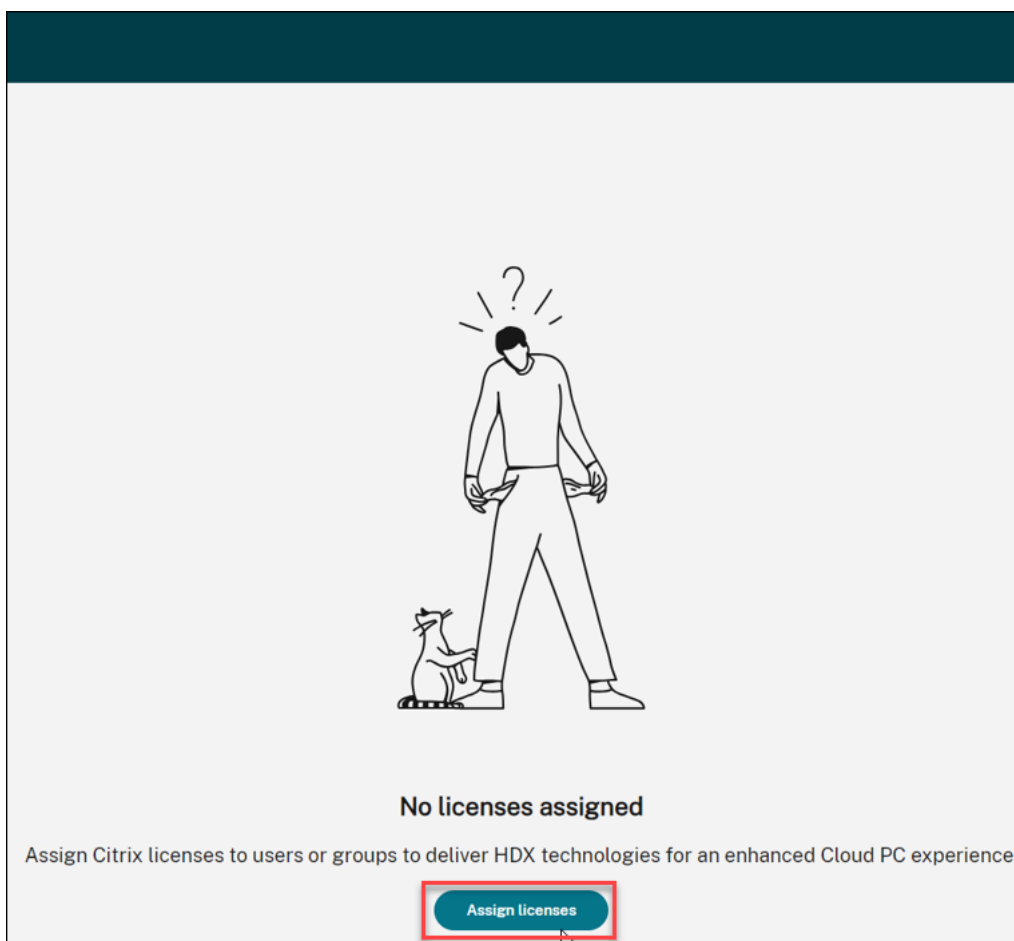 ?
No licenses assigned
Assign Citrix licenses to users or groups to deliver HDX technologies for an enhanced Cloud PC experience
Assign licenses